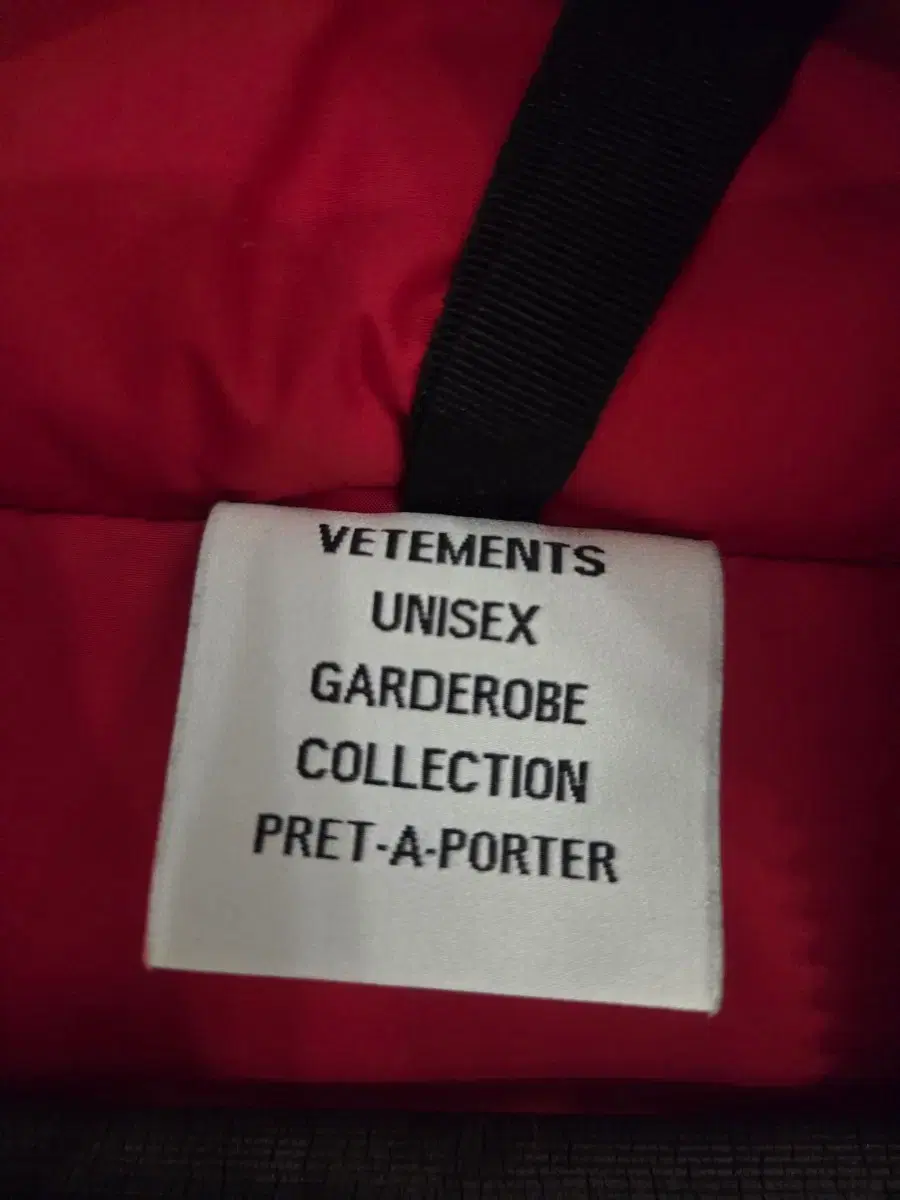 VETEMENTS
UNISEX
GARDEROBE
COLLECTION
PRET-A-PORTER